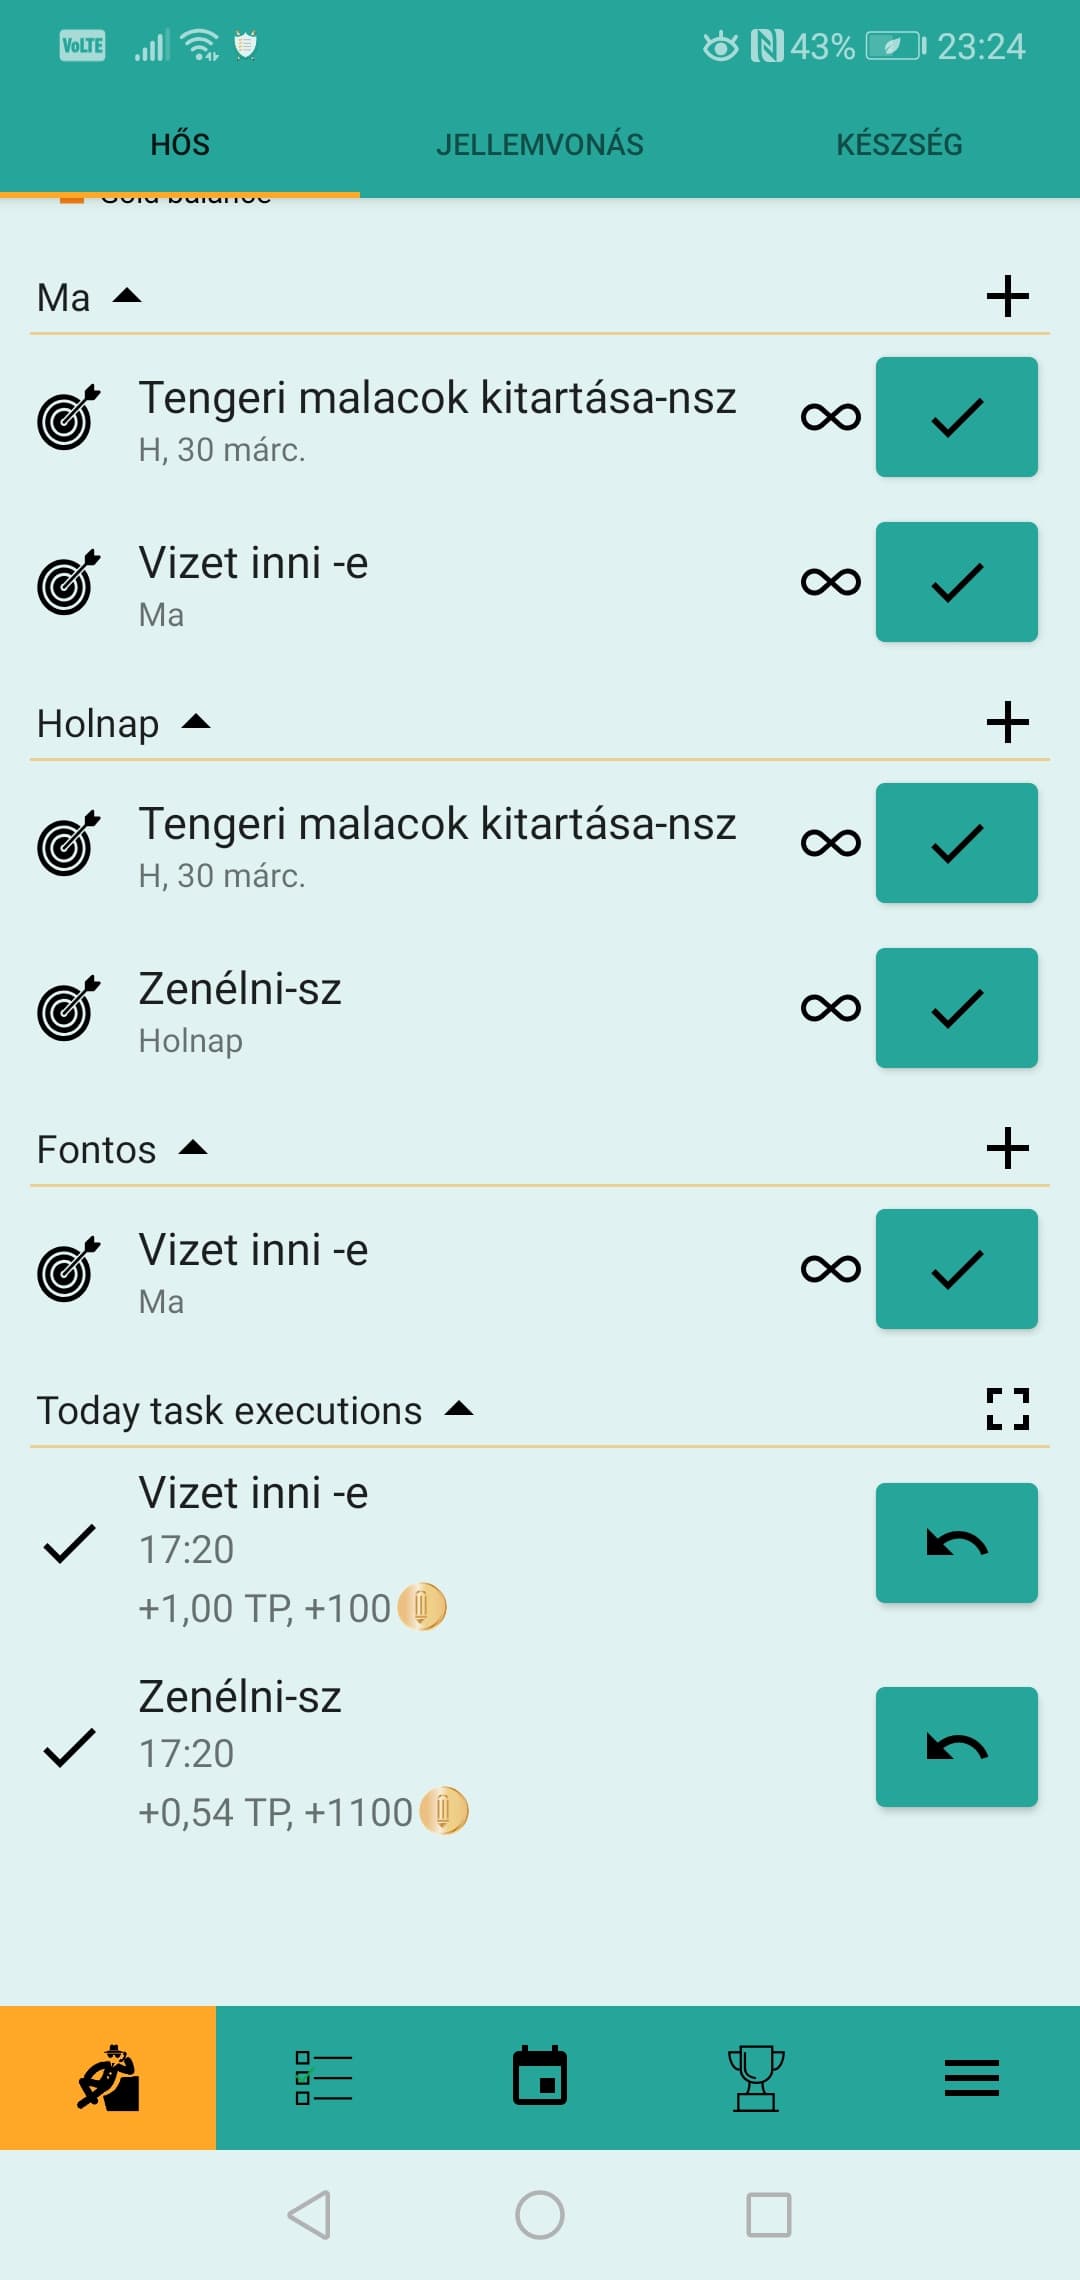 VoLTE 43% 23:24
HŐS JELLEMVONÁS KÉSZSÉG
Gold balance
Ma
Tengeri malacok kitartása-nsz
H, 30 márc.
Vizet inni -e
Ma
Holnap
Tengeri malacok kitartása-nsz
H, 30 márc.
Zenélni-sz
Holnap
Fontos
Vizet inni -e
Ma
Today task executions
Vizet inni -e
17:20
+1,00 TP, +100
Zenélni-sz
17:20
+0,54 TP, +1100